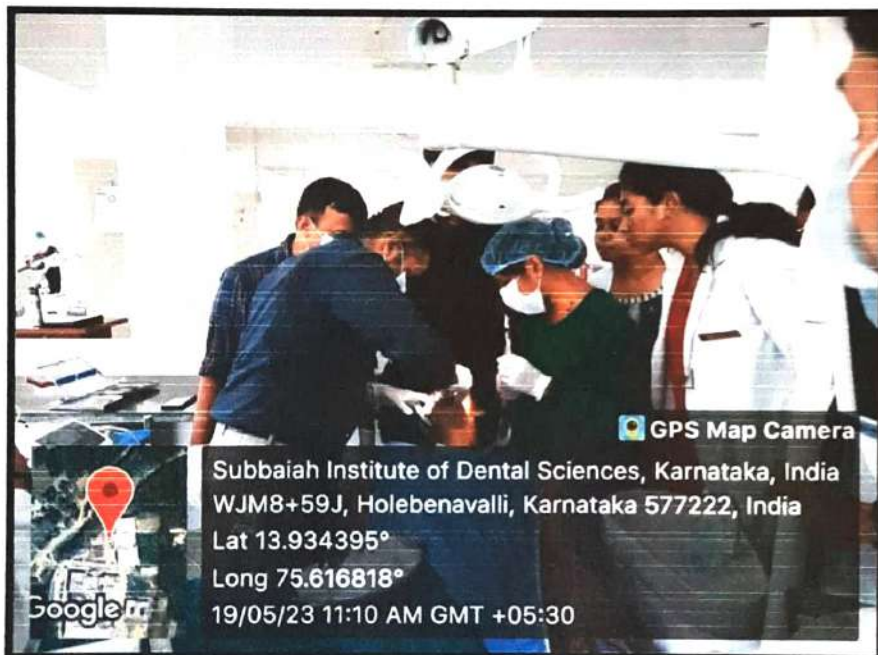 GPS Map Camera
Subbaiah Institute of Dental Sciences, Karnataka, India
WJM8+59J, Holebenavalli, Karnataka 577222, India
Lat 13.934395°
Long 75.616818°
19/05/23 11:10 AM GMT +05:30
Google